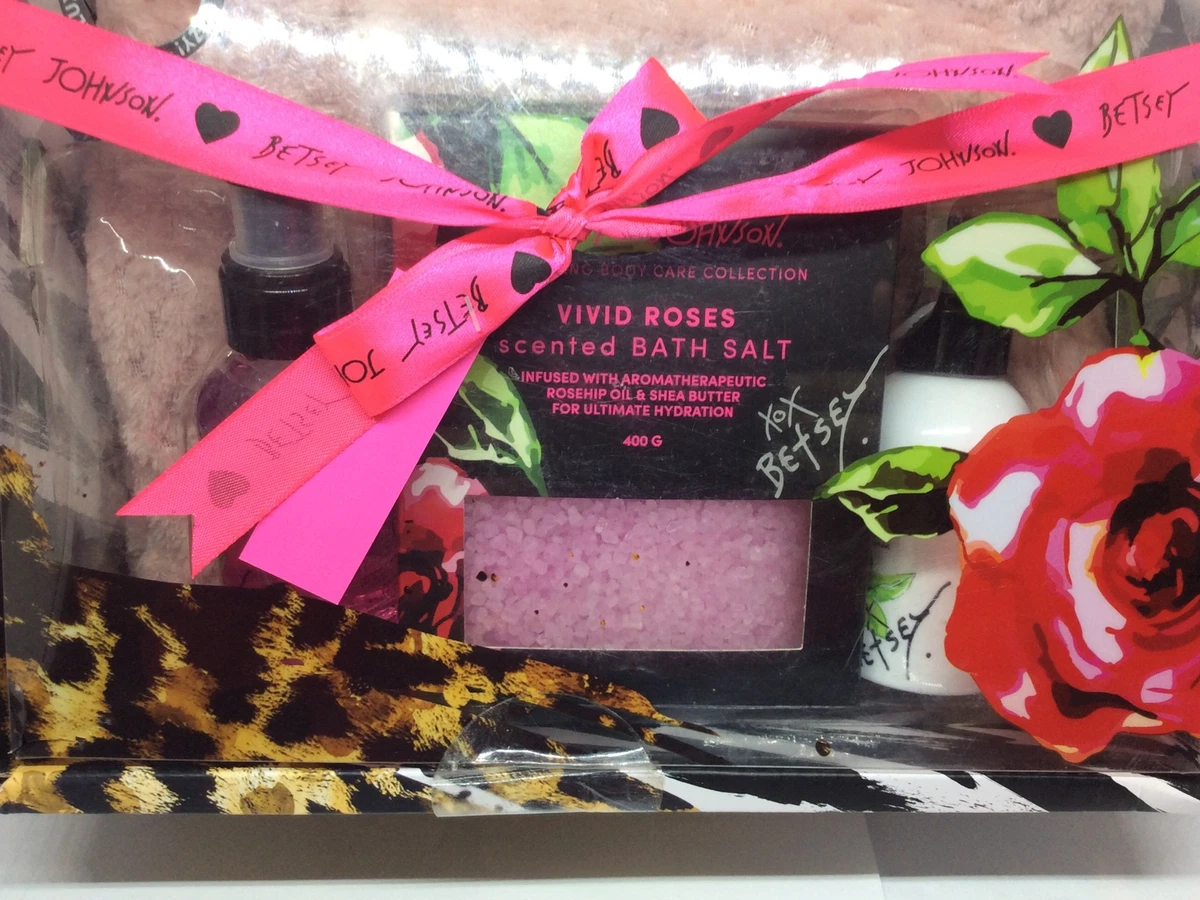 JOHNSON.
BETSEY
JOHNSON.
JOHNSON.
JOHNSON.
BETSEY
BETSEY
BETSEY
JOHNSON.
BODY CARE COLLECTION
VIVID ROSES
scented BATH SALT
INFUSED WITH AROMATHERAPEUTIC
ROSEHIP OIL & SHEA BUTTER
FOR ULTIMATE HYDRATION
400 G
XOX
BETSEY.